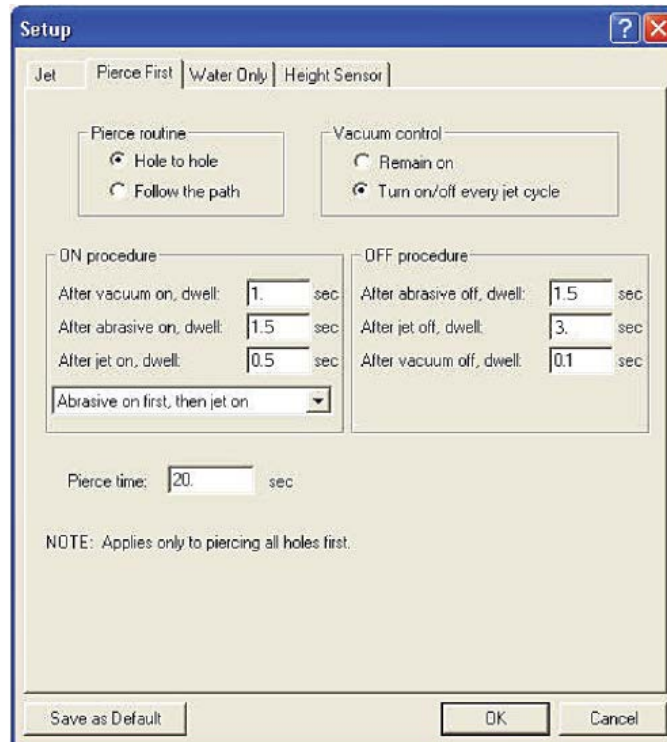 Setup
Jet Pierce First Water Only Height Sensor
Pierce routine
Hole to hole
Follow the path
Vacuum control
Remain on
Turn on/off every jet cycle
ON procedure
After vacuum on, dwell: 1. sec
After abrasive on, dwell: 1.5 sec
After jet on, dwell: 0.5 sec
Abrasive on first, then jet on
OFF procedure
After abrasive off, dwell: 1.5 sec
After jet off, dwell: 3. sec
After vacuum off, dwell: 0.1 sec
Pierce time: 20. sec
NOTE: Applies only to piercing all holes first.
Save as Default OK Cancel